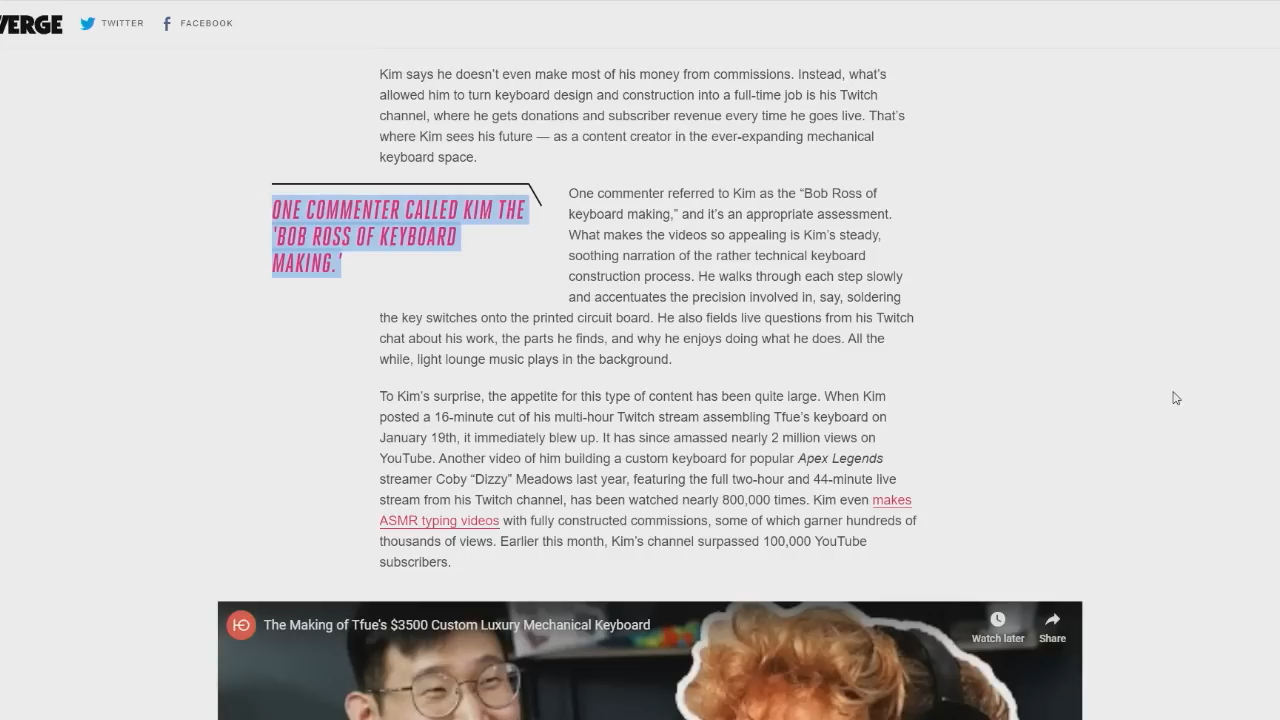 VERGE
TWITTER
FACEBOOK
Kim says he doesn’t even make most of his money from commissions. Instead, what’s
allowed him to turn keyboard design and construction into a full-time job is his Twitch
channel, where he gets donations and subscriber revenue every time he goes live. That’s
where Kim sees his future — as a content creator in the ever-expanding mechanical
keyboard space.
ONE COMMENTER CALLED KIM THE
'BOB ROSS OF KEYBOARD
MAKING.'
One commenter referred to Kim as the “Bob Ross of
keyboard making,” and it’s an appropriate assessment.
What makes the videos so appealing is Kim’s steady,
soothing narration of the rather technical keyboard
construction process. He walks through each step slowly
and accentuates the precision involved in, say, soldering
the key switches onto the printed circuit board. He also fields live questions from his Twitch
chat about his work, the parts he finds, and why he enjoys doing what he does. All the
while, light lounge music plays in the background.
To Kim’s surprise, the appetite for this type of content has been quite large. When Kim
posted a 16-minute cut of his multi-hour Twitch stream assembling Tfue’s keyboard on
January 19th, it immediately blew up. It has since amassed nearly 2 million views on
YouTube. Another video of him building a custom keyboard for popular Apex Legends
streamer Coby “Dizzy” Meadows last year, featuring the full two-hour and 44-minute live
stream from his Twitch channel, has been watched nearly 800,000 times. Kim even makes
ASMR typing videos with fully constructed commissions, some of which garner hundreds of
thousands of views. Earlier this month, Kim’s channel surpassed 100,000 YouTube
subscribers.
The Making of Tfue's $3500 Custom Luxury Mechanical Keyboard
Watch later
Share